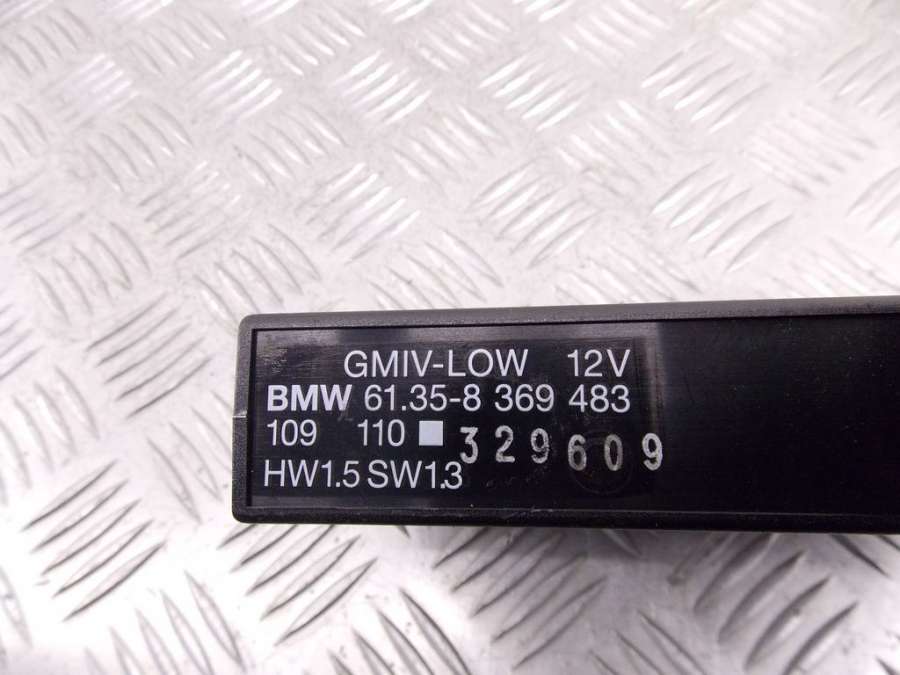 GMIV-LOW 12V
BMW 61.35-8 369 483
109 110 329609
HW1.5 SW1.3